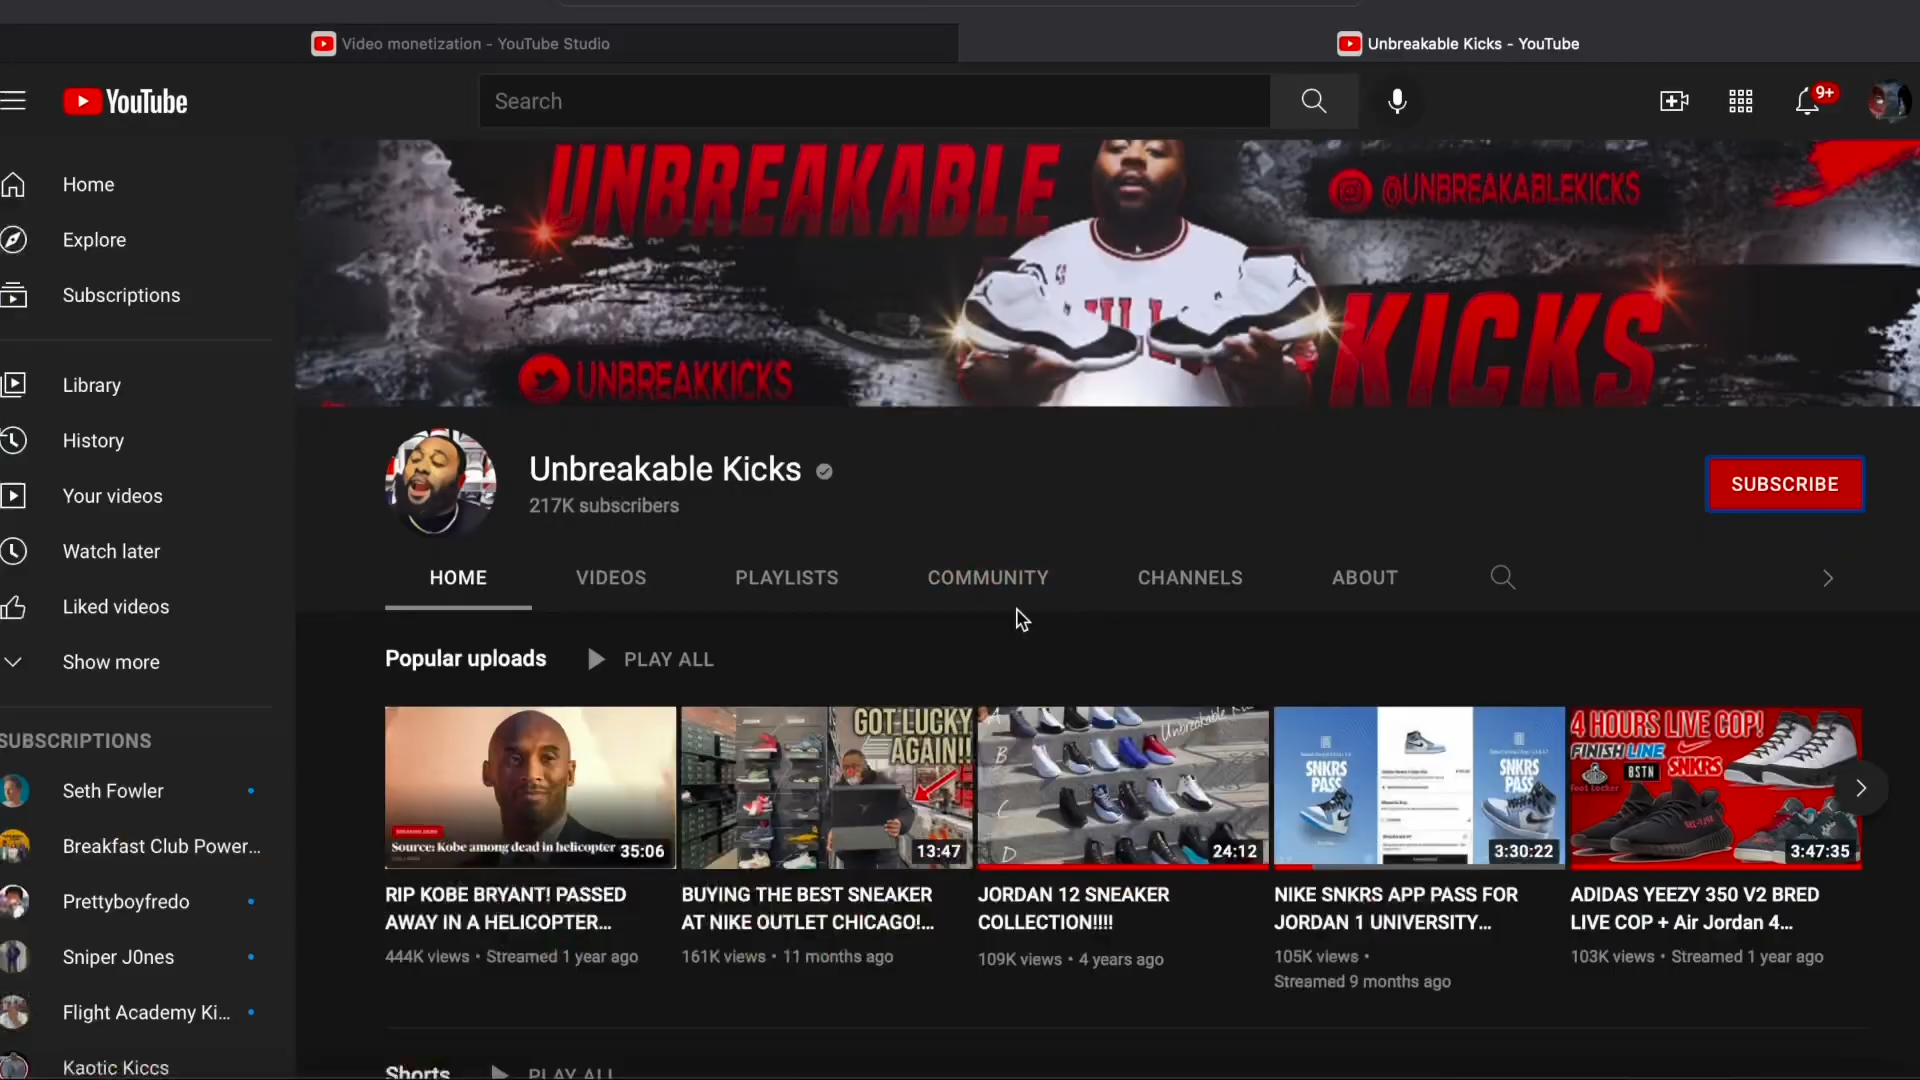 Video monetization - YouTube Studio
Unbreakable Kicks - YouTube
YouTube
Search
9+
Home
Explore
Subscriptions
Library
History
Your videos
Watch later
Liked videos
Show more
SUBSCRIPTIONS
Seth Fowler
Breakfast Club Power...
Prettyboyfredo
Sniper J0nes
Flight Academy Ki...
Kaotic Kiccs
UNBREAKABLE
@UNBREAKABLEKICKS
UNBREAKKICKS
KICKS
Unbreakable Kicks
217K subscribers
SUBSCRIBE
HOME
VIDEOS
PLAYLISTS
COMMUNITY
CHANNELS
ABOUT
Popular uploads
PLAY ALL
Source: Kobe among dead in helicopter
35:06
RIP KOBE BRYANT! PASSED
AWAY IN A HELICOPTER...
444K views • Streamed 1 year ago
GOT LUCKY
AGAIN!!
13:47
BUYING THE BEST SNEAKER
AT NIKE OUTLET CHICAGO!...
161K views • 11 months ago
A
B
C
D
24:12
JORDAN 12 SNEAKER
COLLECTION!!!!
109K views • 4 years ago
SNKRS
PASS
SNKRS
PASS
3:30:22
NIKE SNKRS APP PASS FOR
JORDAN 1 UNIVERSITY...
105K views •
Streamed 9 months ago
4 HOURS LIVE COP!
FINISH LINE
BSTN
SNKRS
Foot Locker
3:47:35
ADIDAS YEEZY 350 V2 BRED
LIVE COP + Air Jordan 4...
103K views • Streamed 1 year ago
Shorts
PLAY ALL